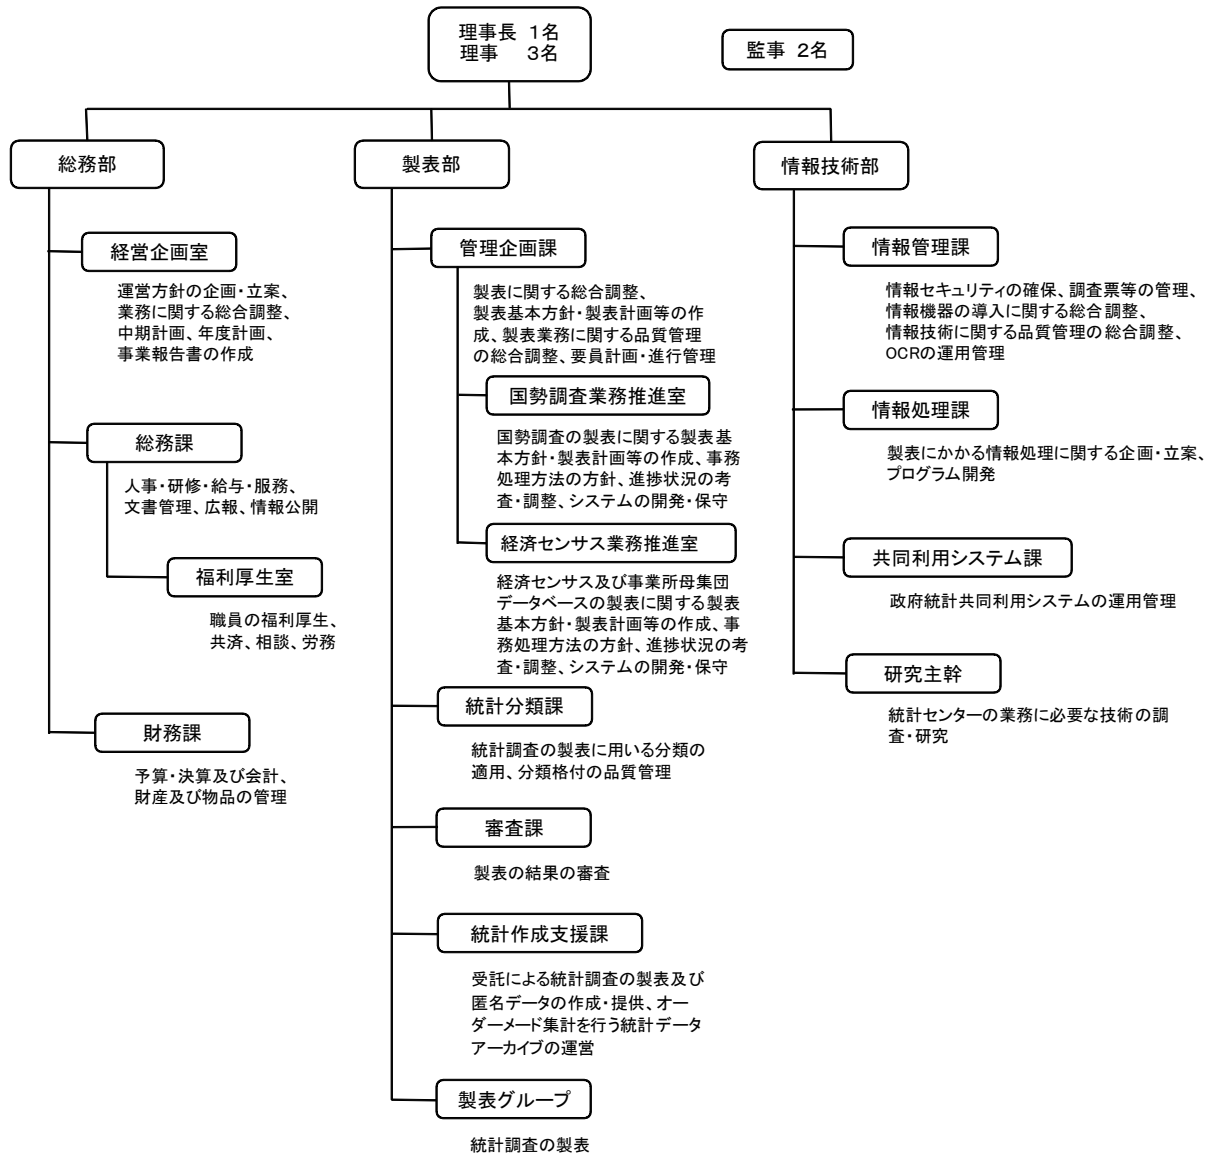 理事長 1名
理事 3名
監事 2名
総務部
経営企画室
運営方針の企画・立案、
業務に関する総合調整、
中期計画、年度計画、
事業報告書の作成
総務課
人事・研修・給与・服務、
文書管理、広報、情報公開
福利厚生室
職員の福利厚生、
共済、相談、労務
財務課
予算・決算及び会計、
財産及び物品の管理
製表部
管理企画課
製表に関する総合調整、
製表基本方針・製表計画等の作
成、製表業務に関する品質管理
の総合調整、要員計画・進行管理
国勢調査業務推進室
国勢調査の製表に関する製表基
本方針・製表計画等の作成、事務
処理方法の方針、進捗状況の考
査・調整、システムの開発・保守
経済センサス業務推進室
経済センサス及び事業所母集団
データベースの製表に関する製表
基本方針・製表計画等の作成、事
務処理方法の方針、進捗状況の考
査・調整、システムの開発・保守
統計分類課
統計調査の製表に用いる分類の
適用、分類格付の品質管理
審査課
製表の結果の審査
統計作成支援課
受託による統計調査の製表及び
匿名データの作成・提供、オー
ダーメード集計を行う統計データ
アーカイブの運営
製表グループ
統計調査の製表
情報技術部
情報管理課
情報セキュリティの確保、調査票等の管理、
情報機器の導入に関する総合調整、
情報技術に関する品質管理の総合調整、
OCRの運用管理
情報処理課
製表にかかる情報処理に関する企画・立案、
プログラム開発
共同利用システム課
政府統計共同利用システムの運用管理
研究主幹
統計センターの業務に必要な技術の調
査・研究